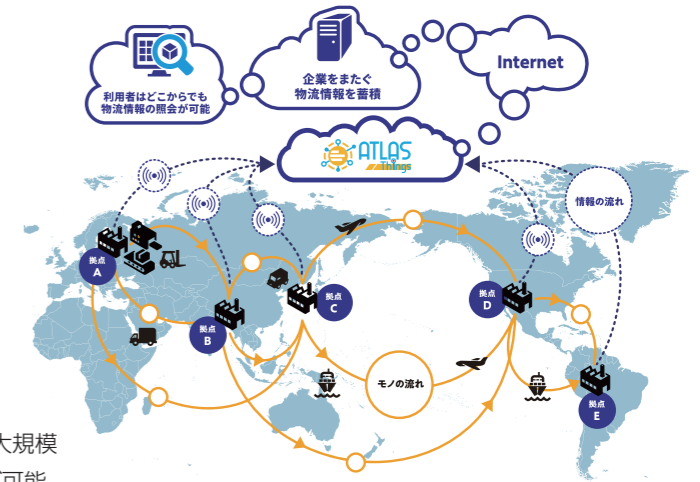 利用者はどこからでも
物流情報の照会が可能
企業をまたぐ
物流情報を蓄積
Internet
ATLAS
Things
情報の流れ
拠点
A
拠点
B
拠点
C
拠点
D
拠点
E
モノの流れ
大規模
可能